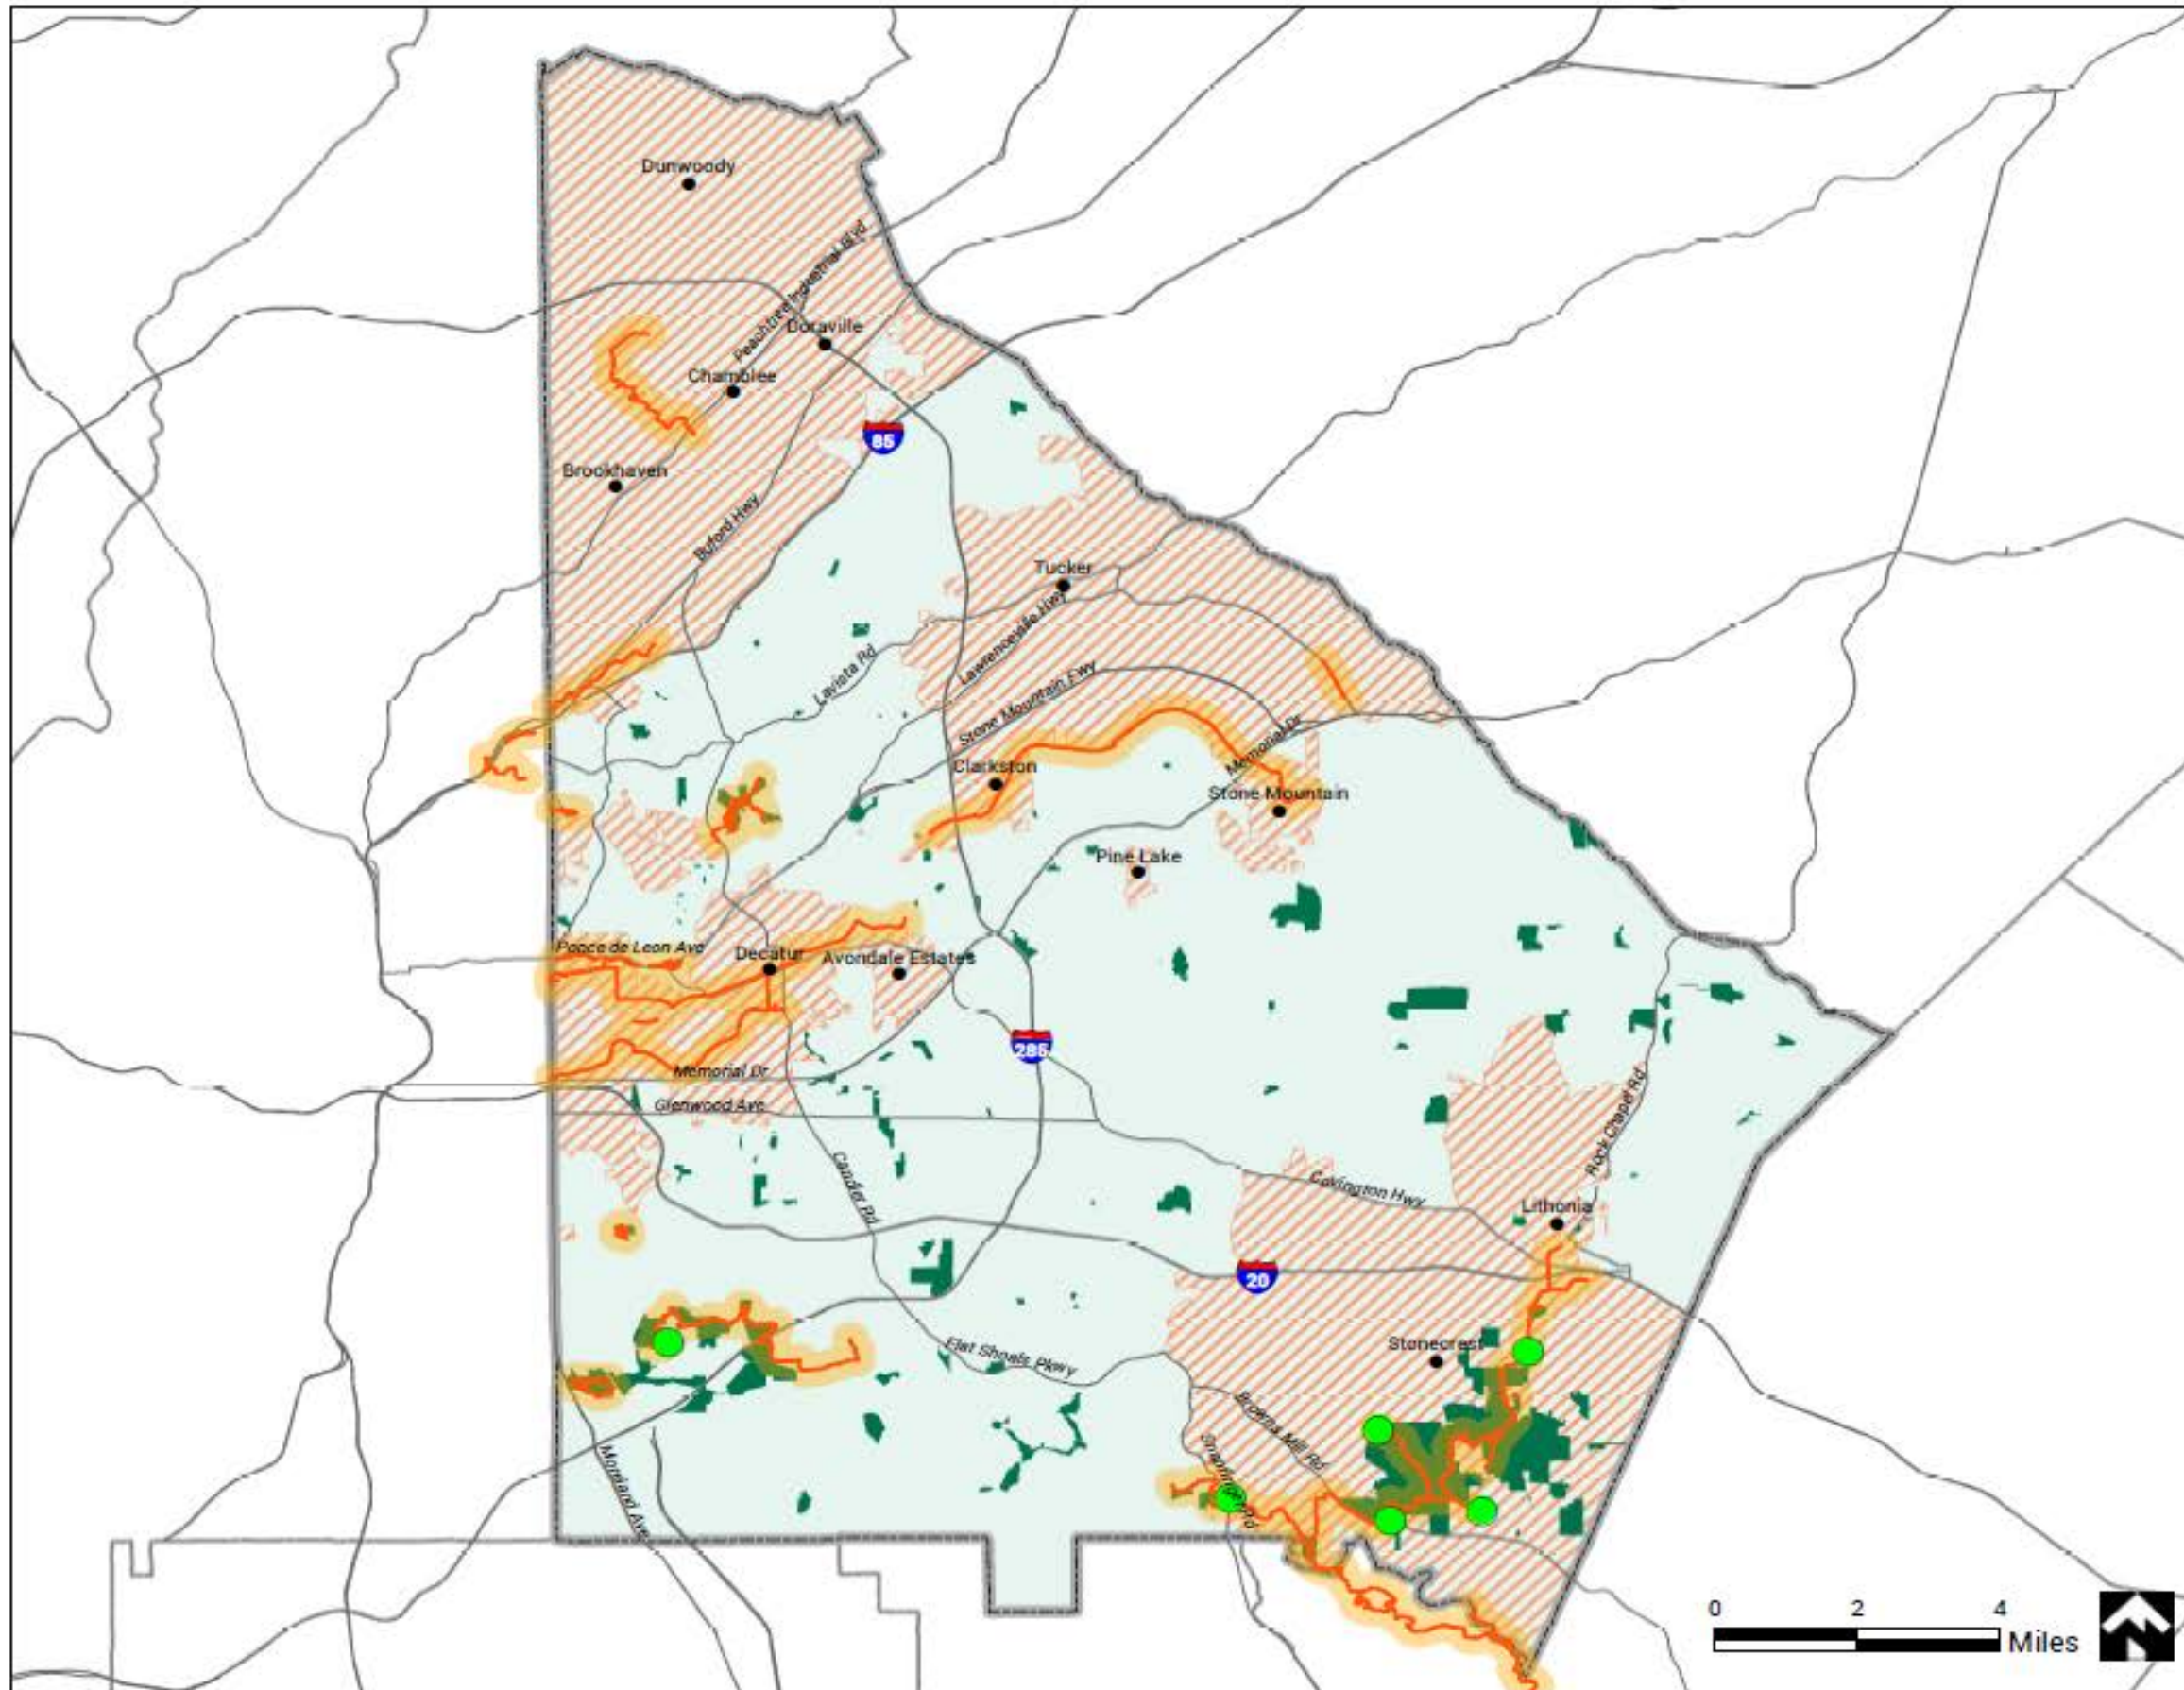 Dunwoody
Peachtree Industrial Blvd
Doraville
Chamblee
85
Brookhaven
Buford Hwy
Tucker
Lawrenceville Hwy
Lavista Rd
Stone Mountain Fwy
Memorial Dr
Clarkston
Stone Mountain
Pine Lake
Ponce de Leon Ave
Decatur
Avondale Estates
285
Memorial Dr
Glenwood Ave
Rock Chapel Rd
Candler Rd
Covington Hwy
Lithonia
20
Flat Shoals Pkwy
Stonecrest
Browns Mill Rd
Snapfinger Rd
Moreland Ave
0 2 4
Miles